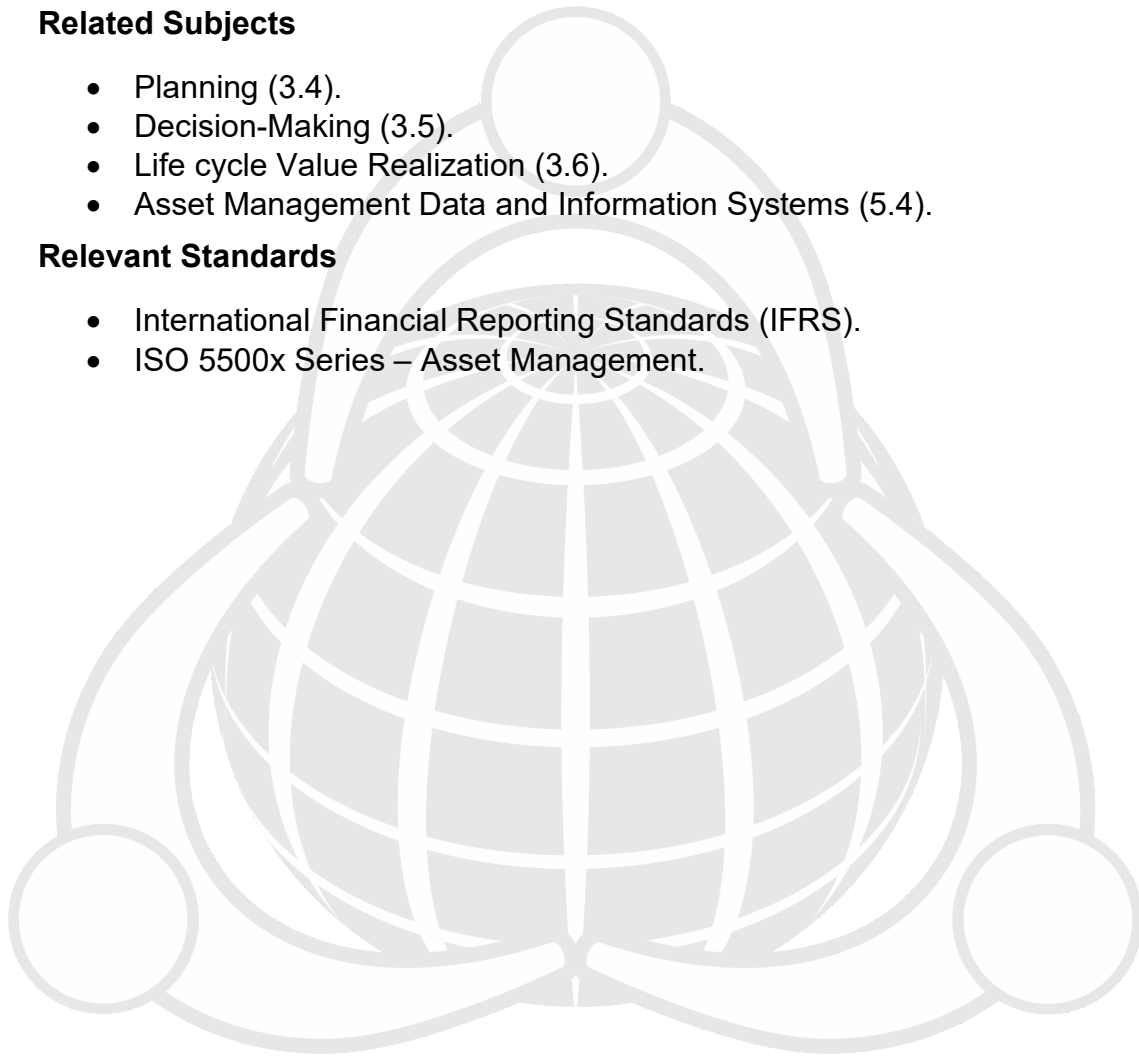 Related Subjects
• Planning (3.4).
• Decision-Making (3.5).
• Life cycle Value Realization (3.6).
• Asset Management Data and Information Systems (5.4).
Relevant Standards
• International Financial Reporting Standards (IFRS).
• ISO 5500x Series – Asset Management.